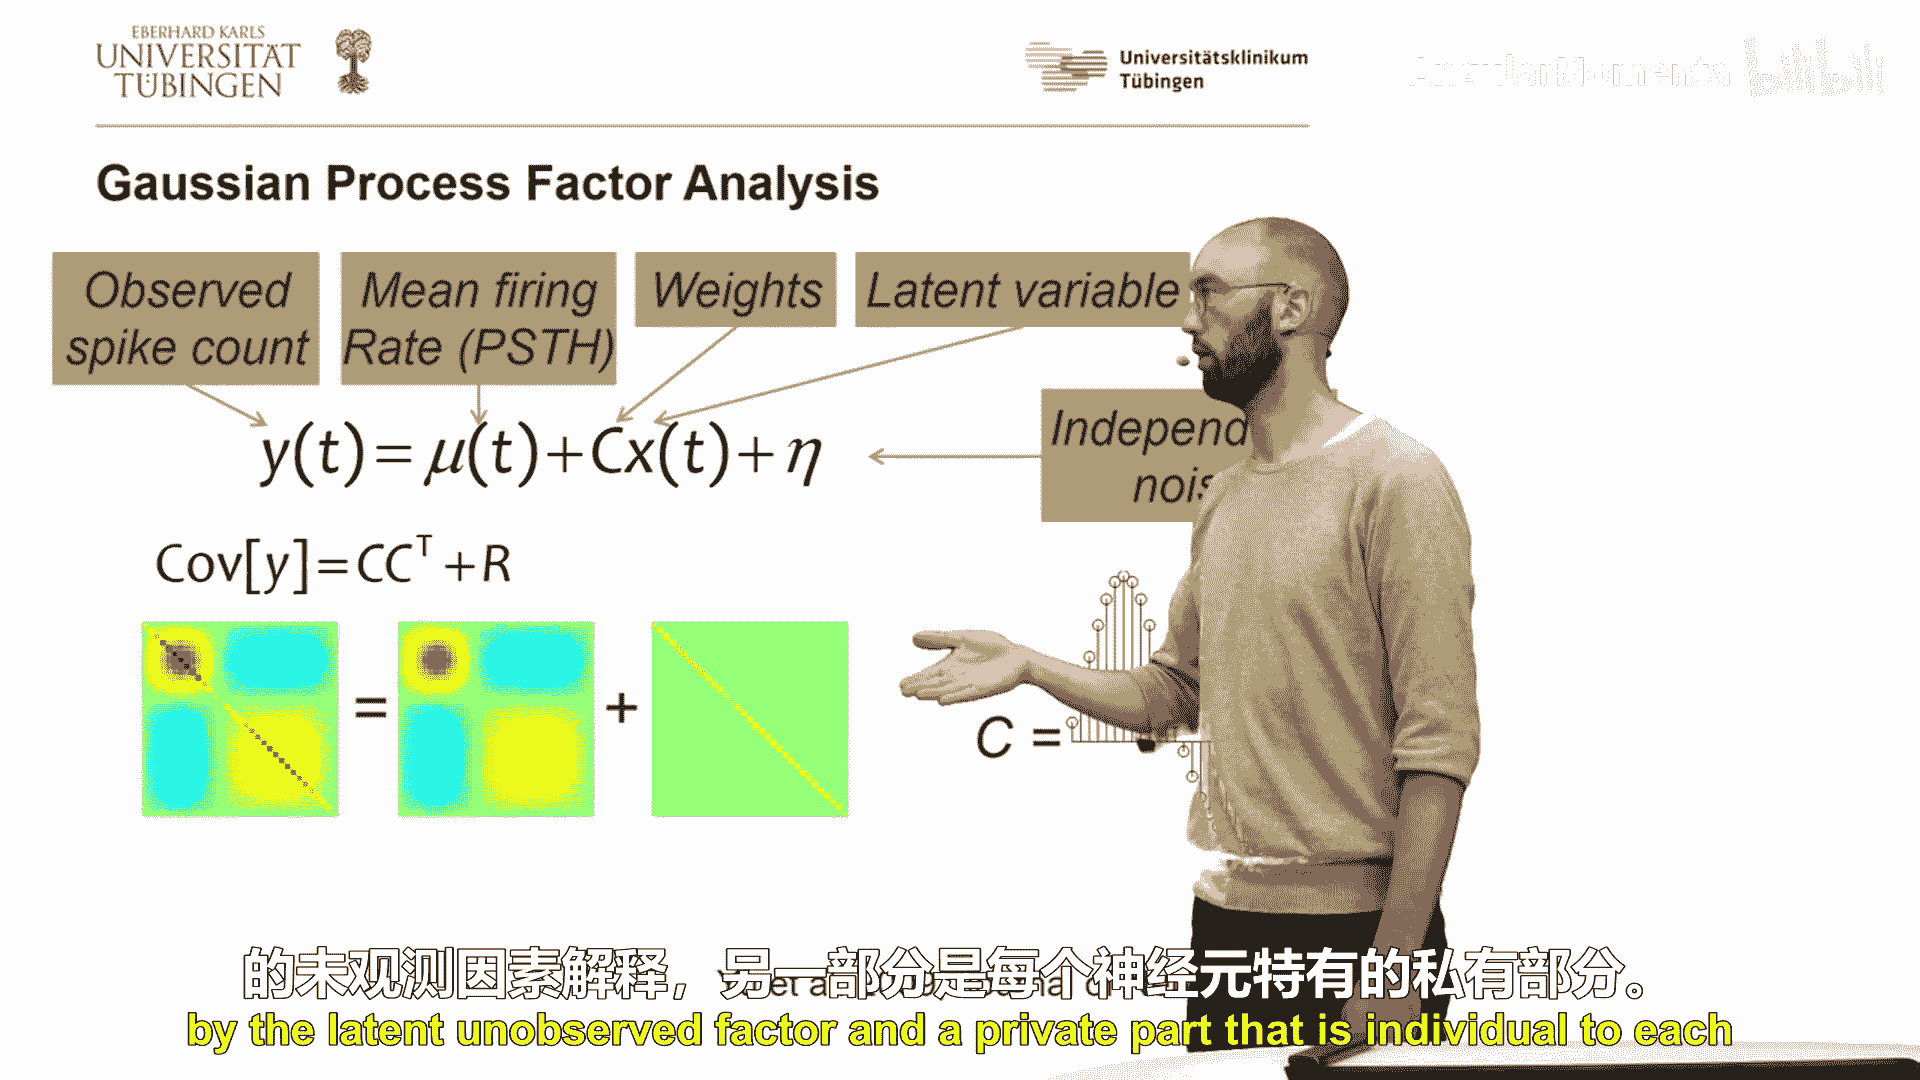 EBERHARD KARLS
UNIVERSITÄT
TÜBINGEN
Universitätsklinikum
Tübingen
Gaussian Process Factor Analysis
Observed
spike count
Mean firing
Rate (PSTH)
Weights
Latent variable
Independ
nois
y(t)=μ(t)+Cx(t)+η
Cov[y]=CCᵀ+R
= +
C =
的未观测因素解释，另一部分是每个神经元特有的私有部分。
by the latent unobserved factor and a private part that is individual to each